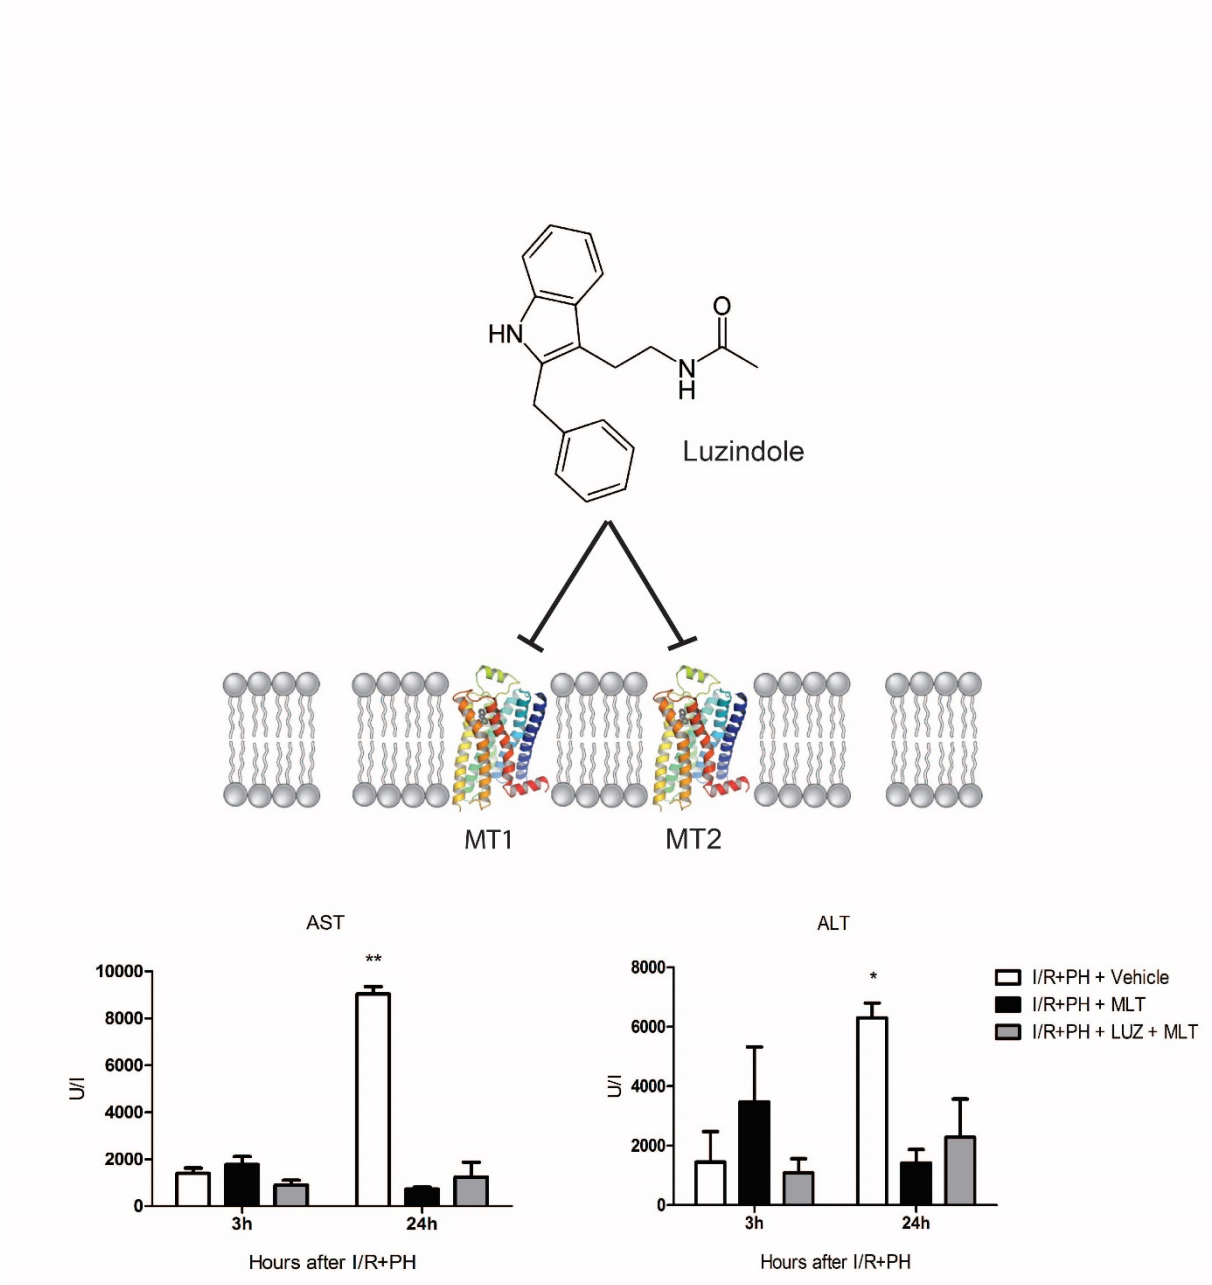 O
HN
N
H
Luzindole
MT1
MT2
AST
**
10000
8000
6000
4000
2000
0
U/l
3h
24h
Hours after I/R+PH
ALT
*
8000
6000
4000
2000
0
U/l
3h
24h
Hours after I/R+PH
I/R+PH + Vehicle
I/R+PH + MLT
I/R+PH + LUZ + MLT